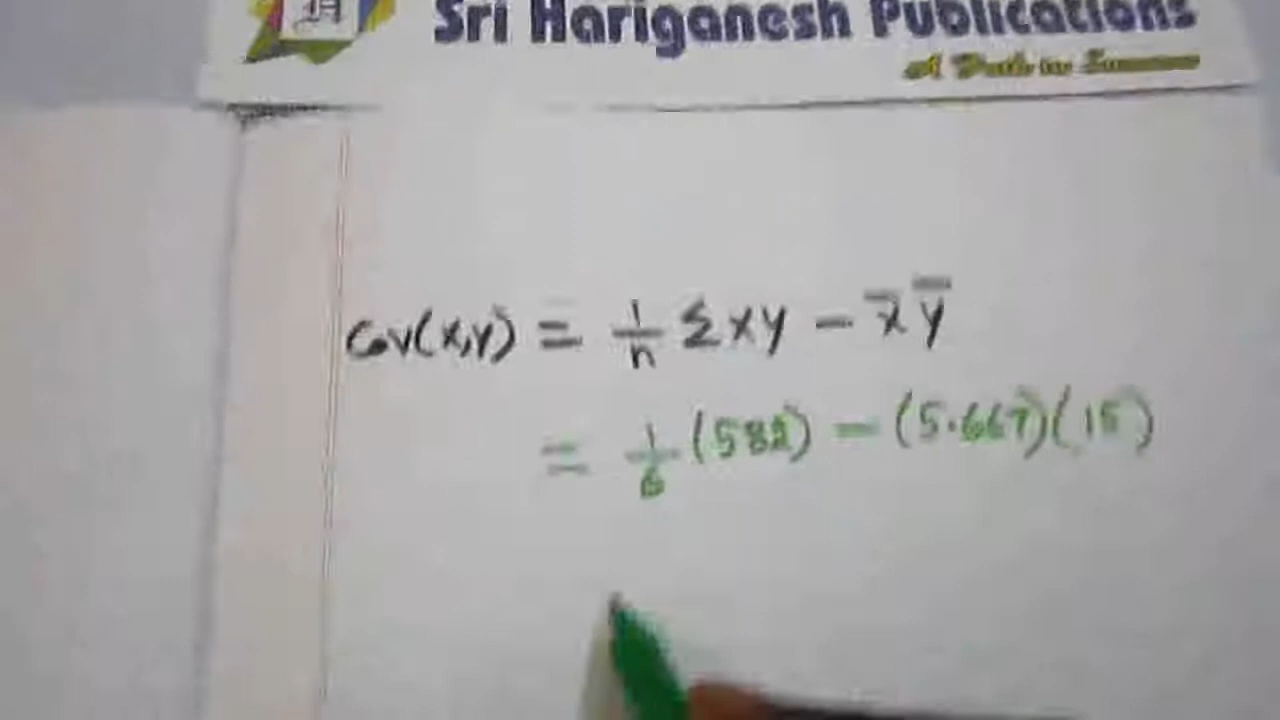 Sri Hariganesh Publications
Cov(x,y) = 1/n Σxy - x̅ y̅
= 1/6 (582) - (5.667)(15)